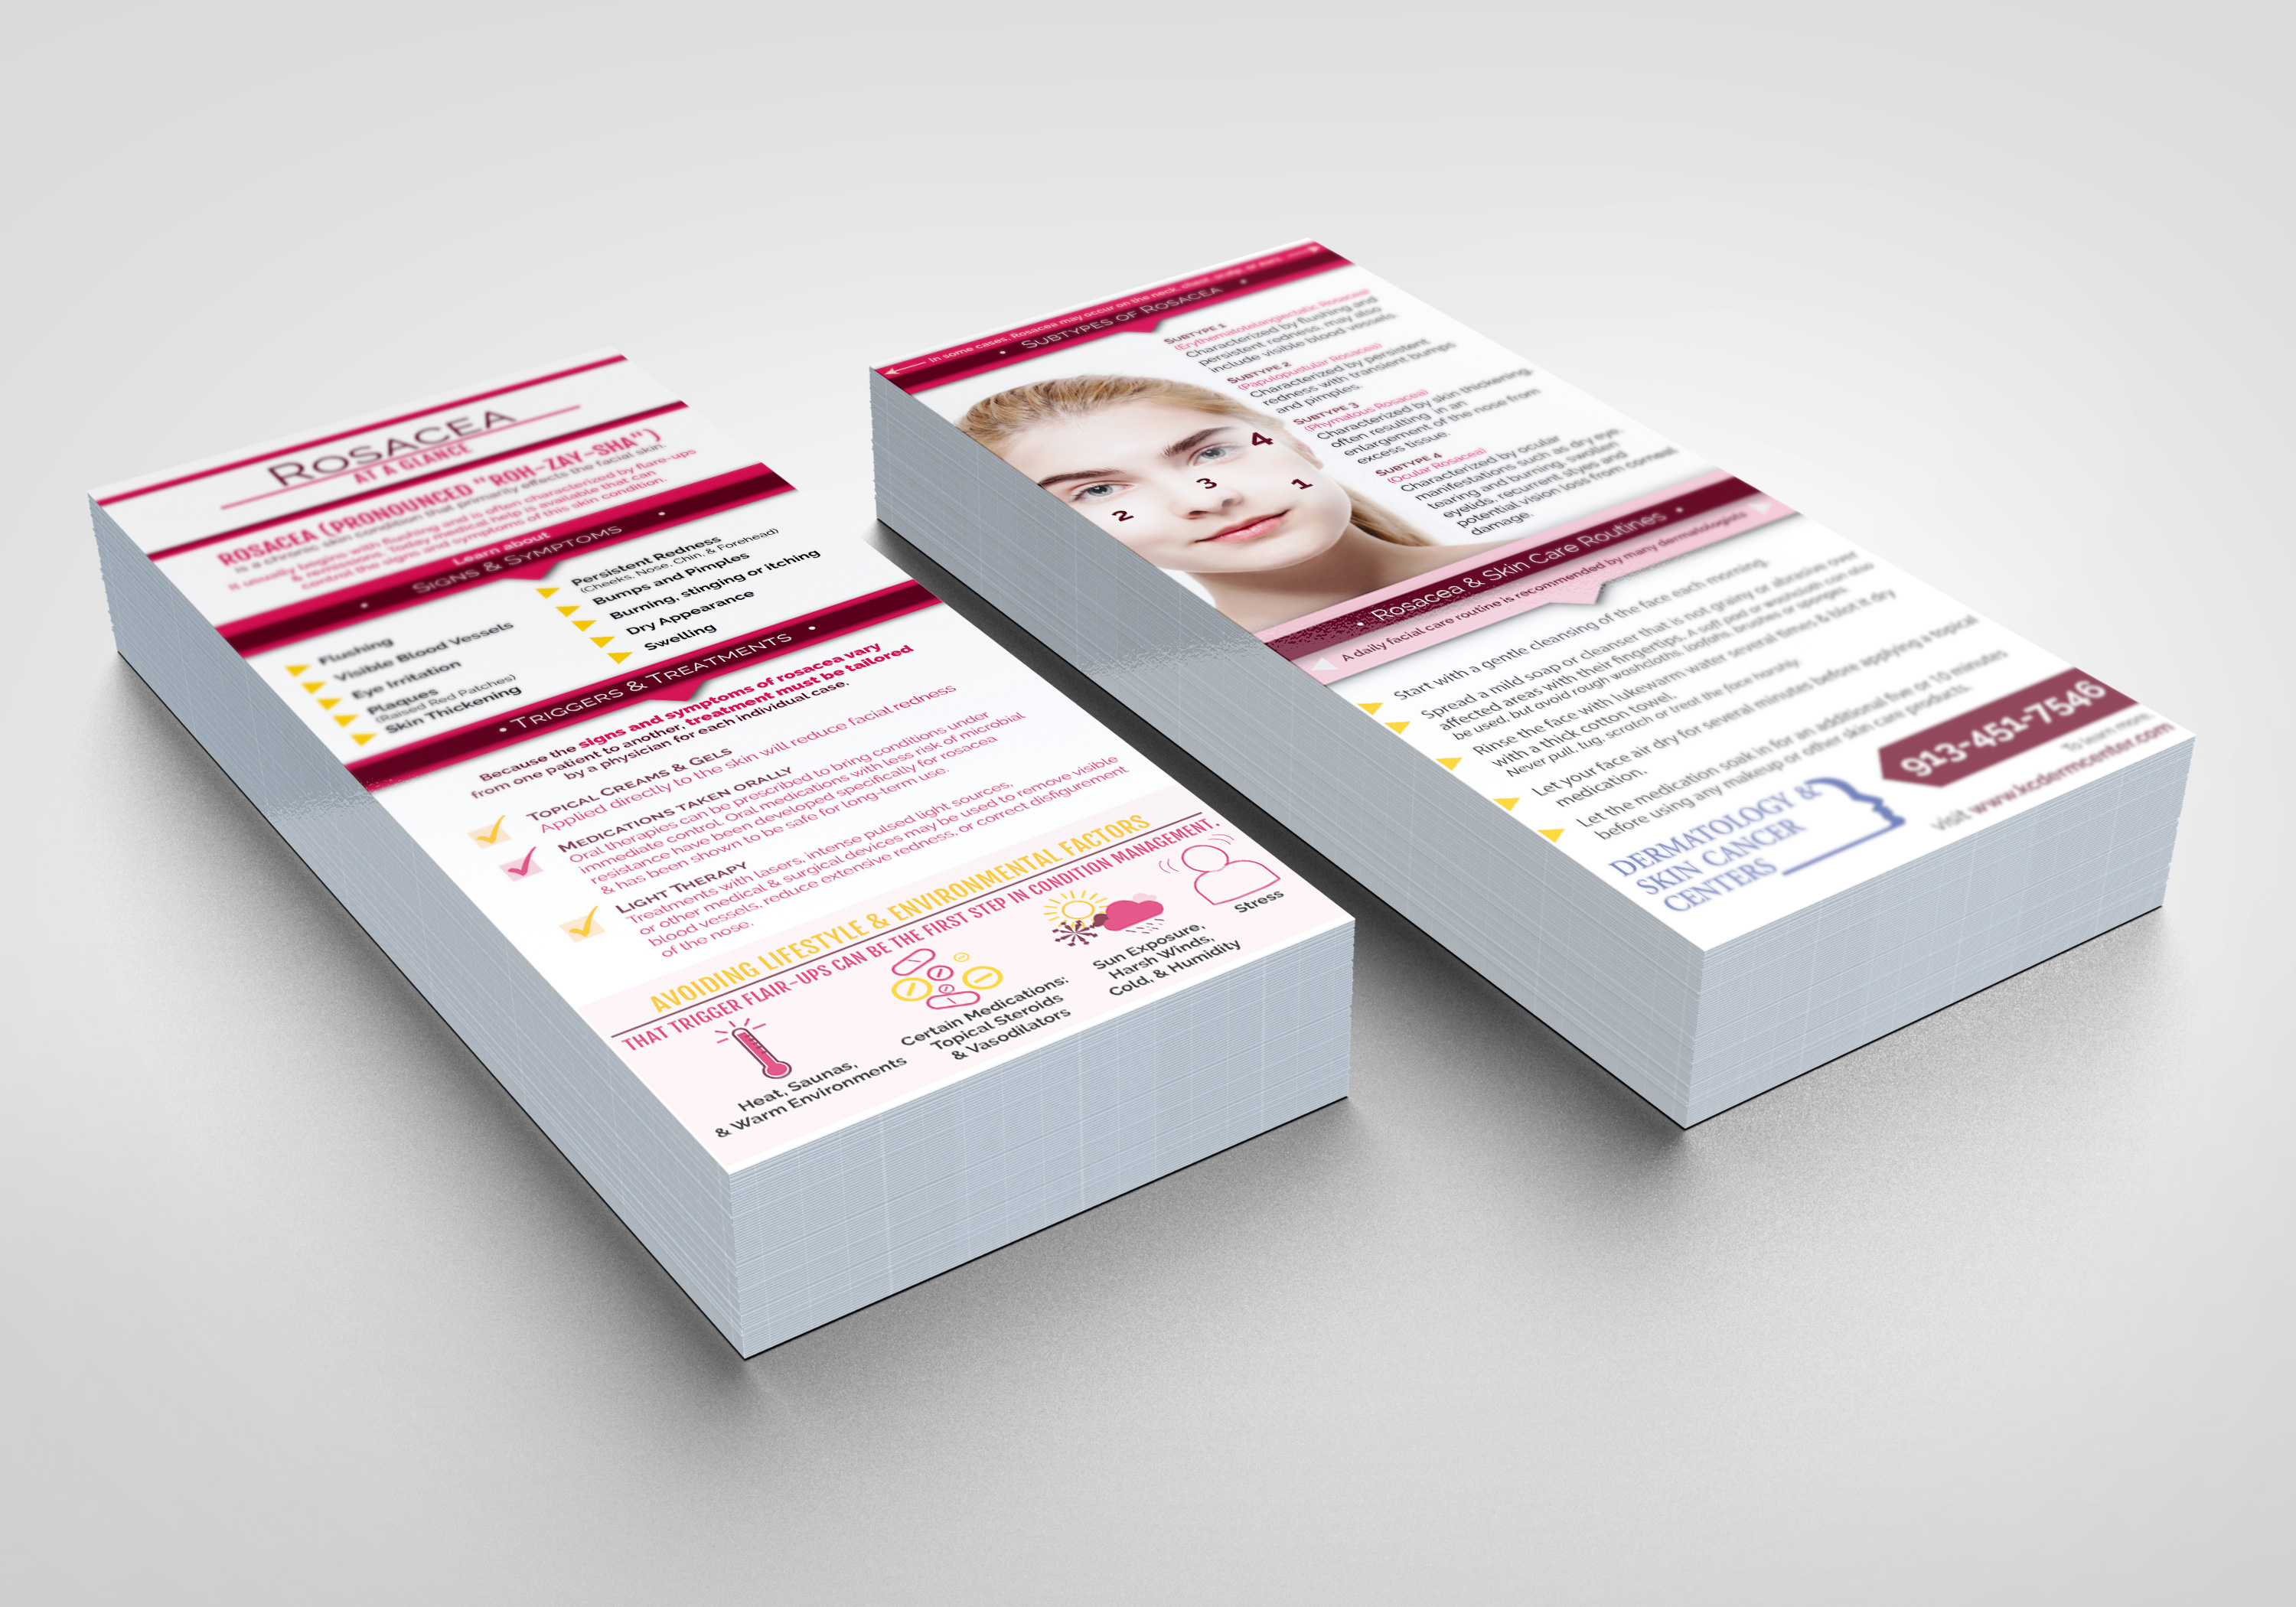 ROSACEA
AT A GLANCE
ROSACEA (PRONOUNCED "ROH-ZAY-SHA")
is a chronic skin condition that primarily effects the facial skin.
It usually begins with flushing and is often characterized by flare-ups
& remissions. Today medical help is available that can
control the signs and symptoms of this skin condition.
Learn about
• SIGNS & SYMPTOMS •
Flushing
Visible Blood Vessels
Eye Irritation
Plaques
(Raised Red Patches)
Skin Thickening
Persistent Redness
(Cheeks, Nose, Chin, & Forehead)
Bumps and Pimples
Burning, stinging or itching
Dry Appearance
Swelling
• TRIGGERS & TREATMENTS •
Because the signs and symptoms of rosacea vary
from one patient to another, treatment must be tailored
by a physician for each individual case.
TOPICAL CREAMS & GELS
Applied directly to the skin will reduce facial redness
MEDICATIONS TAKEN ORALLY
Oral therapies can be prescribed to bring conditions under
immediate control. Oral medications with less risk of microbial
resistance have been developed specifically for rosacea
& has been shown to be safe for long-term use.
LIGHT THERAPY
Treatments with lasers, intense pulsed light sources,
or other medical & surgical devices may be used to remove visible
blood vessels, reduce extensive redness, or correct disfigurement
of the nose.
AVOIDING LIFESTYLE & ENVIRONMENTAL FACTORS
THAT TRIGGER FLAIR-UPS CAN BE THE FIRST STEP IN CONDITION MANAGEMENT.
Heat, Saunas,
& Warm Environments
Certain Medications:
Topical Steroids
& Vasodilators
Sun Exposure,
Harsh Winds,
Cold, & Humidity
Stress
In some cases, Rosacea may occur on the neck, chest, scalp or ears.
• SUBTYPES OF ROSACEA •
SUBTYPE 1
(Erythematotelangiectatic Rosacea)
Characterized by flushing and
persistent redness, may also
include visible blood vessels.
SUBTYPE 2
(Papulopustular Rosacea)
Characterized by persistent
redness with transient bumps
and pimples.
SUBTYPE 3
(Phymatous Rosacea)
Characterized by skin thickening,
often resulting in an
enlargement of the nose from
excess tissue.
SUBTYPE 4
(Ocular Rosacea)
Characterized by ocular
manifestations such as dry eye,
tearing and burning, swollen
eyelids, recurrent styes and
potential vision loss from corneal
damage.
4
3
1
2
• Rosacea & Skin Care Routines •
A daily facial care routine is recommended by many dermatologists
Start with a gentle cleansing of the face each morning.
Spread a mild soap or cleanser that is not grainy or abrasive over
affected areas with their fingertips. A soft pad or washcloth can also
be used, but avoid rough washcloths, loofahs brushes or sponges.
Rinse the face with lukewarm water several times & blot it dry
with a thick cotton towel.
Never pull, tug, scratch or treat the face harshly.
Let your face air dry for several minutes before applying a topical
medication.
Let the medication soak in for an additional five or 10 minutes
before using any makeup or other skin care products.
DERMATOLOGY &
SKIN CANCER
CENTERS
913-451-7546
To learn more
visit www.kcdermcenter.com